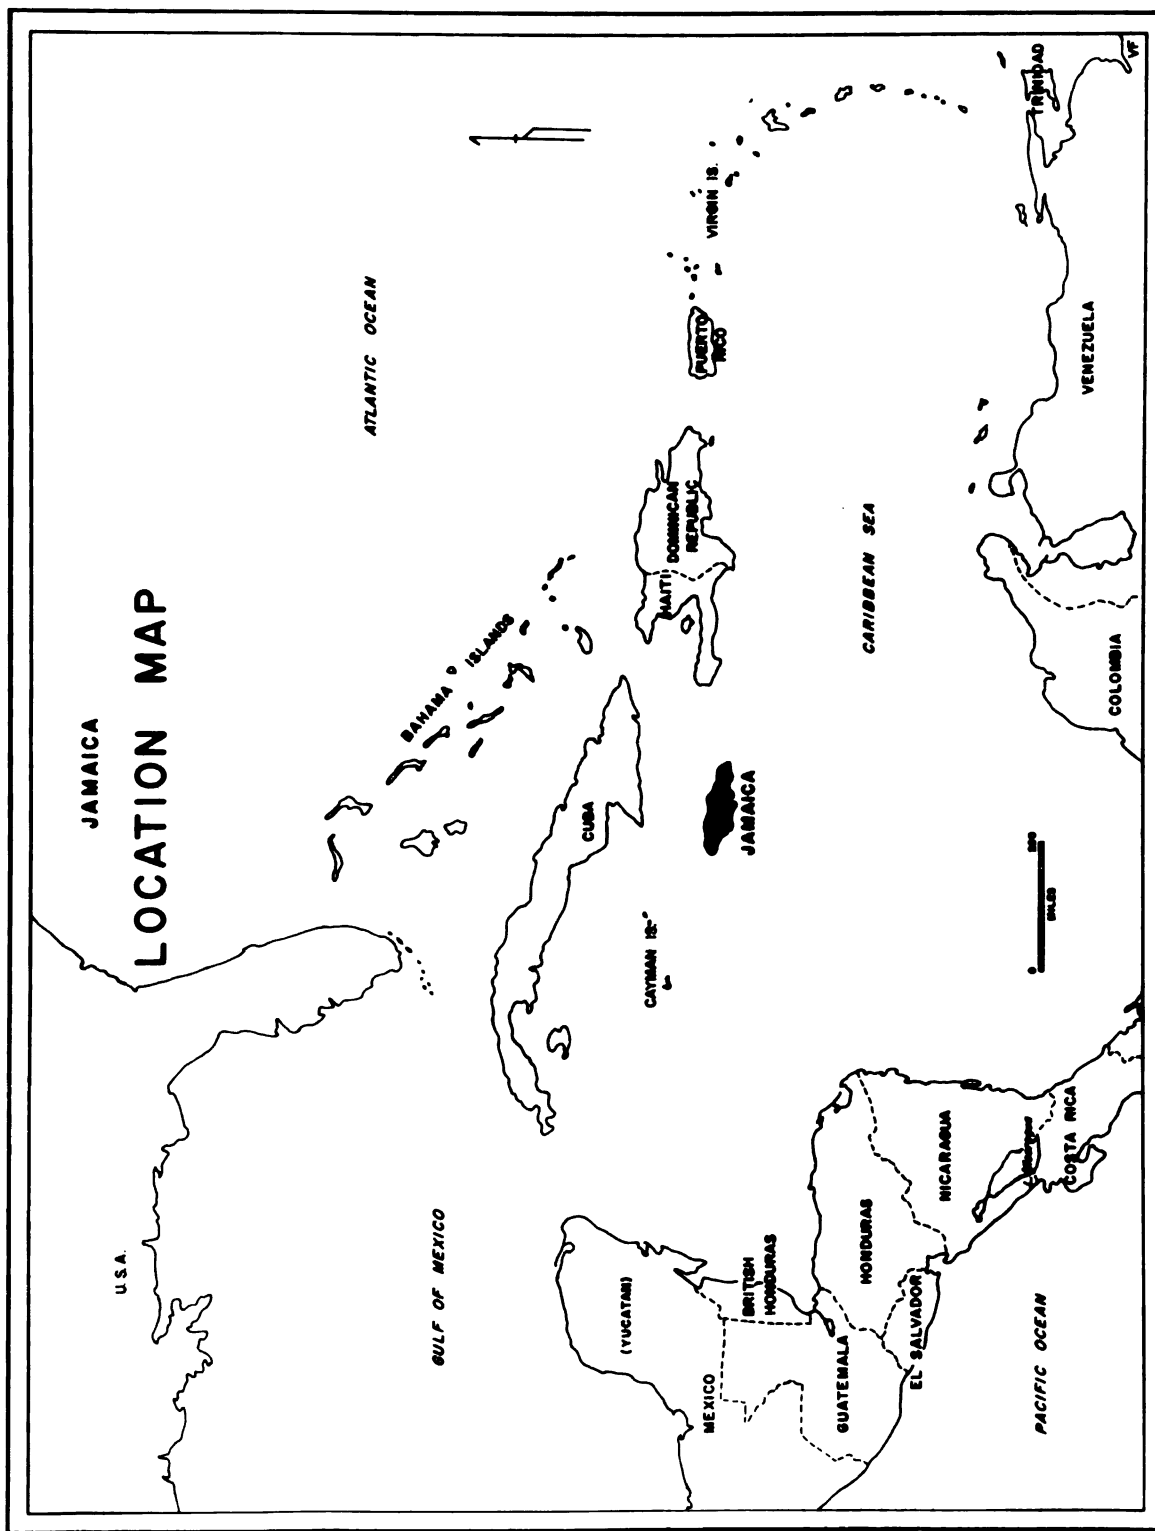 JAMAICA
LOCATION MAP
U.S.A.
ATLANTIC OCEAN
GULF OF MEXICO
BAHAMA
ISLANDS
CUBA
(YUCATAN)
MEXICO
CAYMAN IS.
HAITI
DOMINICAN
REPUBLIC
PUERTO
RICO
VIRGIN IS.
JAMAICA
BRITISH
HONDURAS
GUATEMALA
HONDURAS
EL SALVADOR
NICARAGUA
CARIBBEAN SEA
COSTA RICA
PACIFIC OCEAN
0
MILES
COLOMBIA
VENEZUELA
TRINIDAD
VF